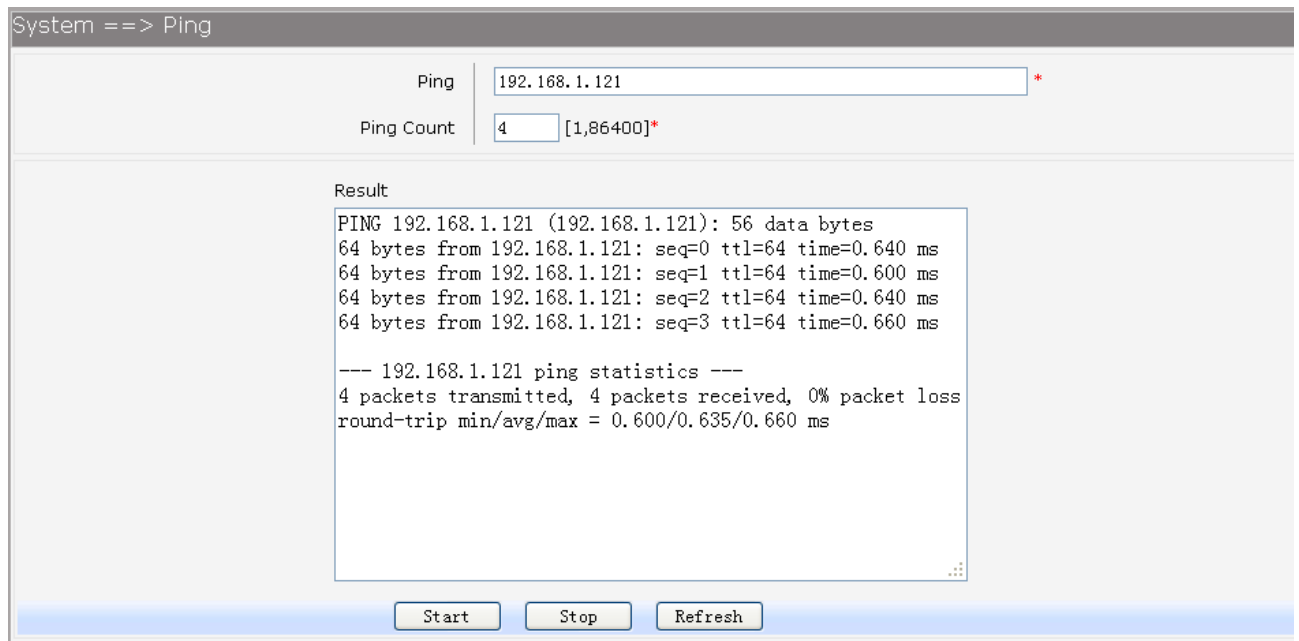 System ==> Ping
Ping 192.168.1.121 *
Ping Count 4 [1,86400]*
Result
PING 192.168.1.121 (192.168.1.121): 56 data bytes
64 bytes from 192.168.1.121: seq=0 ttl=64 time=0.640 ms
64 bytes from 192.168.1.121: seq=1 ttl=64 time=0.600 ms
64 bytes from 192.168.1.121: seq=2 ttl=64 time=0.640 ms
64 bytes from 192.168.1.121: seq=3 ttl=64 time=0.660 ms
--- 192.168.1.121 ping statistics ---
4 packets transmitted, 4 packets received, 0% packet loss
round-trip min/avg/max = 0.600/0.635/0.660 ms
Start Stop Refresh